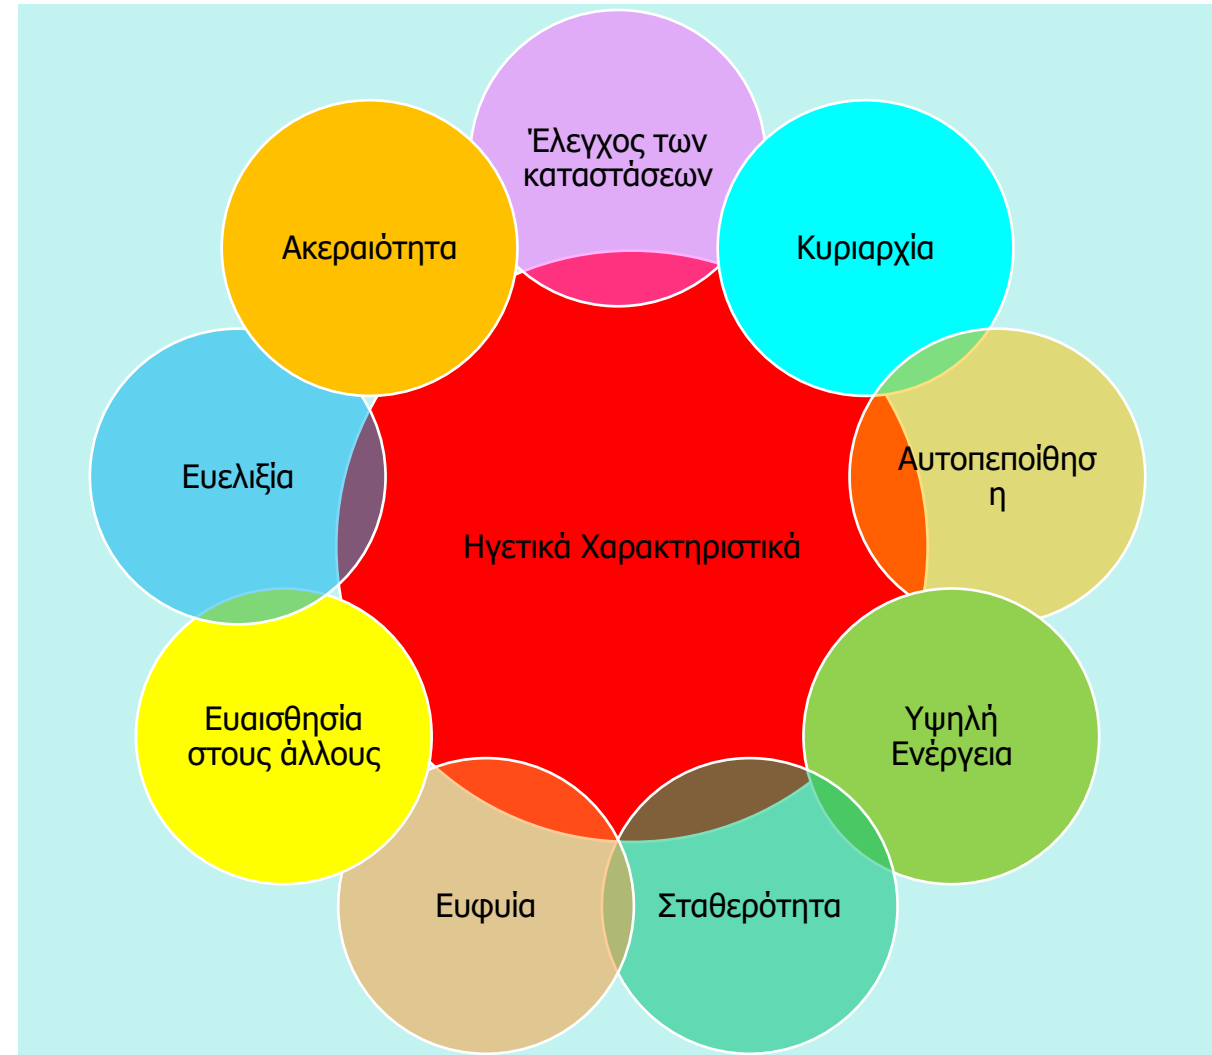 Έλεγχος των
καταστάσεων
Κυριαρχία
Αυτοπεποίθησ
η
Υψηλή
Ενέργεια
Σταθερότητα
Ευφυία
Ευαισθησία
στους άλλους
Ευελιξία
Ακεραιότητα
Ηγετικά Χαρακτηριστικά